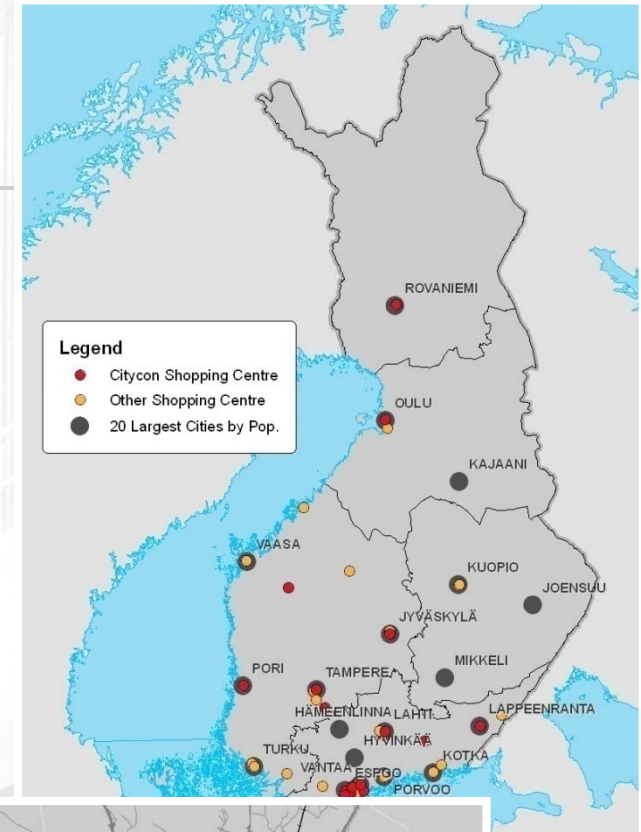 ROVANIEMI
Legend
Citycon Shopping Centre
Other Shopping Centre
20 Largest Cities by Pop.
OULU
KAJAANI
VAASA
KUOPIO
JOENSUU
JYVÄSKYLÄ
MIKKELI
PORI
TAMPERE
HÄMEENLINNA
LAHTI
LAPPEENRANTA
HYVINKÄÄ
TURKU
KOTKA
VANTAA
ESPOO
PORVOO